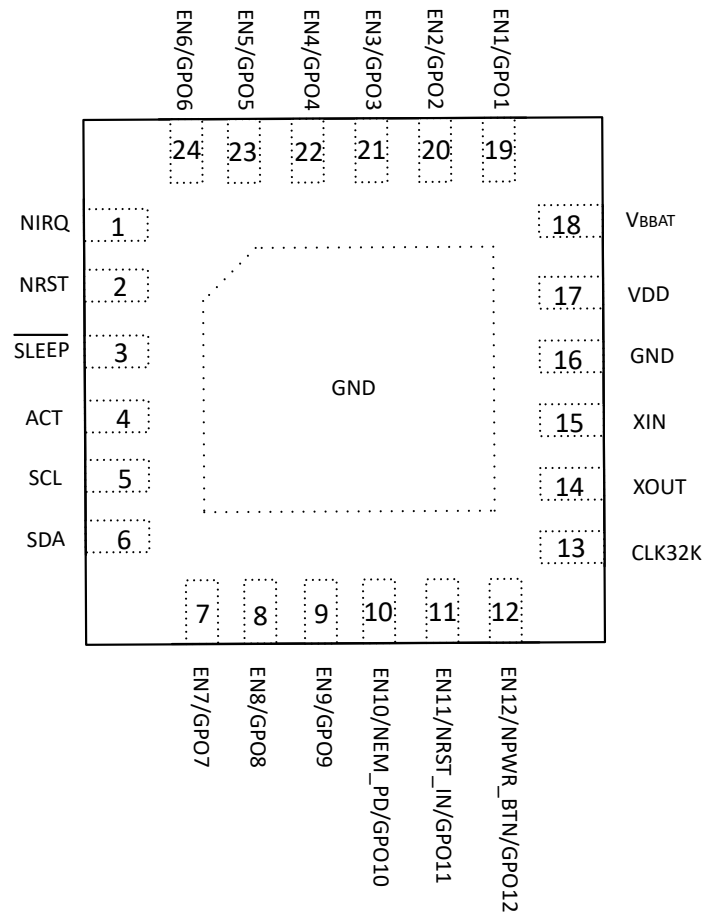 EN6/GPO6
EN5/GPO5
EN4/GPO4
EN3/GPO3
EN2/GPO2
EN1/GPO1
24
23
22
21
20
19
NIRQ 1
NRST 2
SLEEP 3
ACT 4
SCL 5
SDA 6
18 VBBAT
17 VDD
16 GND
15 XIN
14 XOUT
13 CLK32K
GND
7
8
9
10
11
12
EN7/GPO7
EN8/GPO8
EN9/GPO9
EN10/NEM_PD/GPO10
EN11/NRST_IN/GPO11
EN12/NPWR_BTN/GPO12